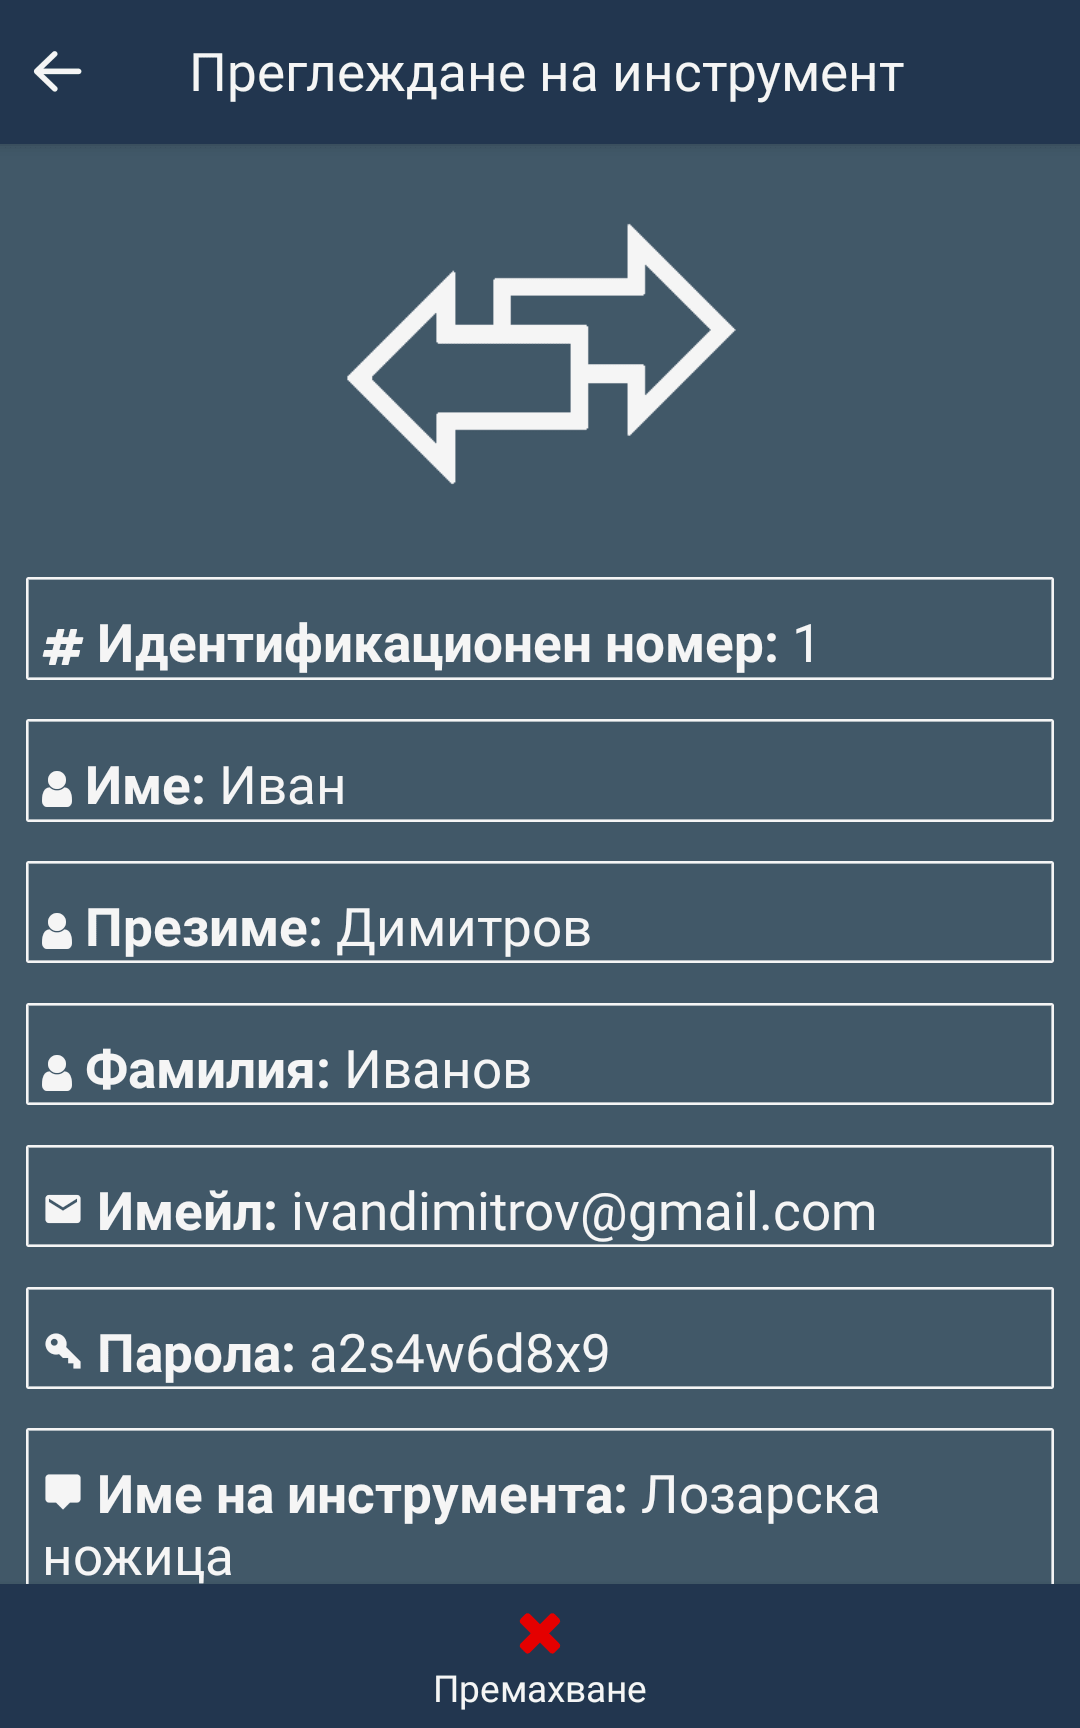 Преглеждане на инструмент
# Идентификационен номер: 1
Име: Иван
Презиме: Димитров
Фамилия: Иванов
Имейл: ivandimitrov@gmail.com
Парола: a2s4w6d8x9
Име на инструмента: Лозарска
ножица
Премахване